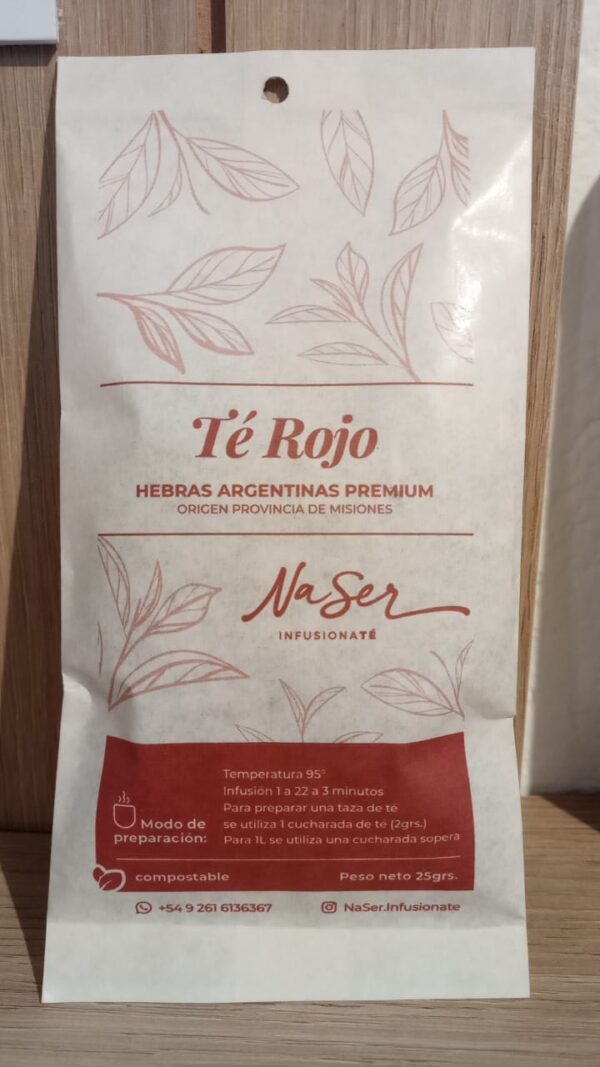 Té Rojo
HEBRAS ARGENTINAS PREMIUM
ORIGEN PROVINCIA DE MISIONES
NaSer
INFUSIONATÉ
Temperatura 95°
Infusión 1 a 22 a 3 minutos
Para preparar una taza de té
se utiliza 1 cucharada de té (2grs.)
Para 1L se utiliza una cucharada sopera
Modo de
preparación:
compostable
Peso neto 25grs.
+54 9 261 6136367
NaSer.Infusionate